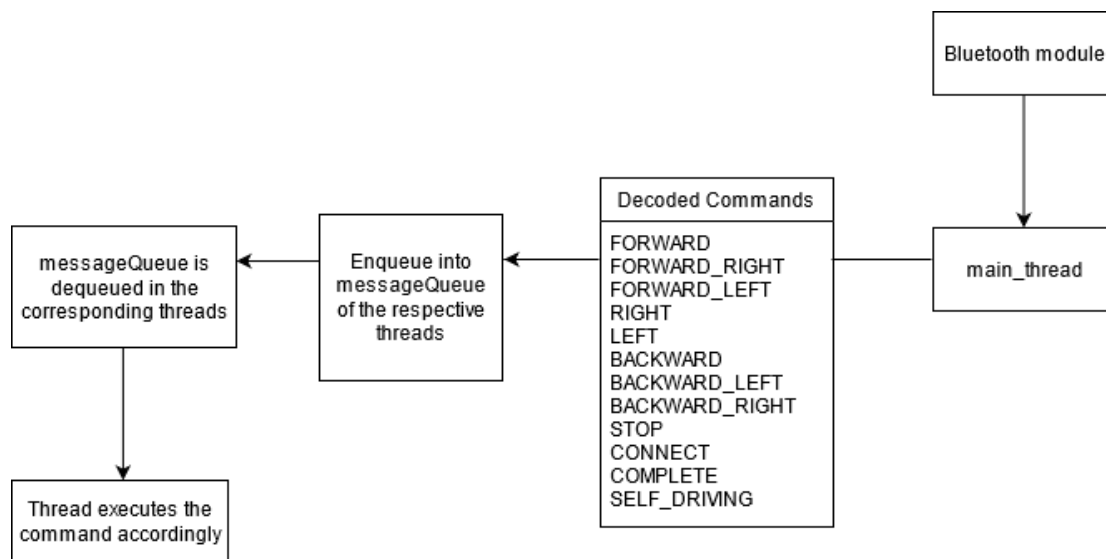 Bluetooth module
main_thread
Decoded Commands
FORWARD
FORWARD_RIGHT
FORWARD_LEFT
RIGHT
LEFT
BACKWARD
BACKWARD_LEFT
BACKWARD_RIGHT
STOP
CONNECT
COMPLETE
SELF_DRIVING
Enqueue into
messageQueue
of the respective
threads
messageQueue is
dequeued in the
corresponding threads
Thread executes the
command accordingly